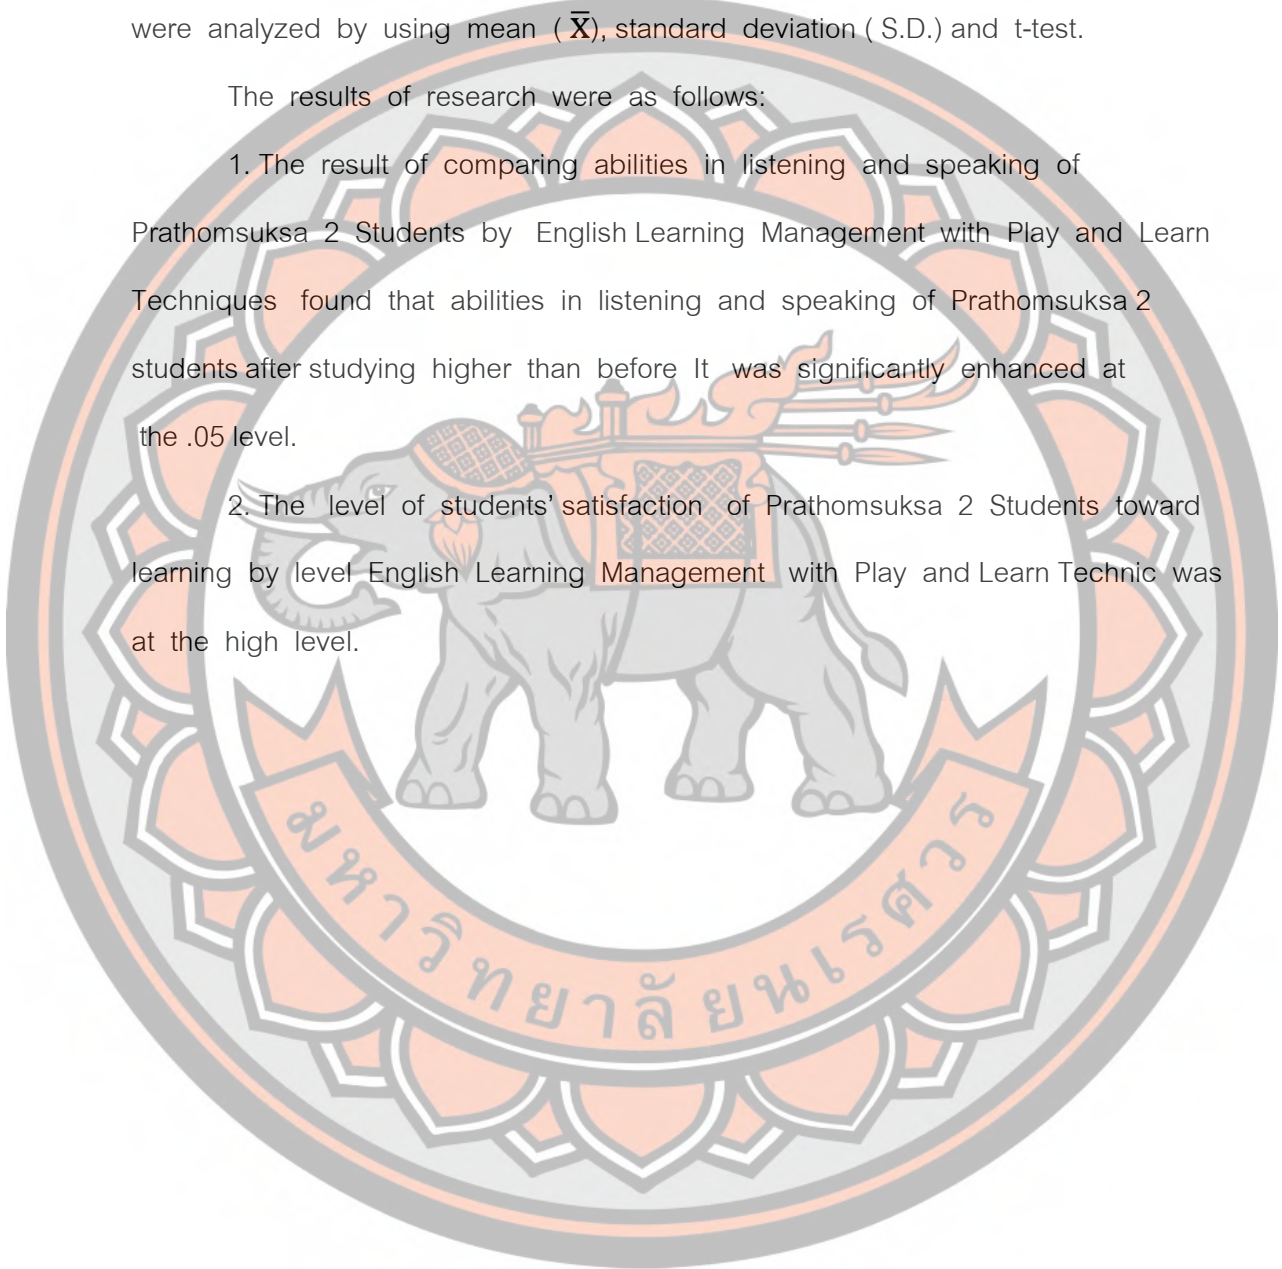 were analyzed by using mean ( X̄), standard deviation ( S.D.) and t-test.
The results of research were as follows:
1. The result of comparing abilities in listening and speaking of
Prathomsuksa 2 Students by English Learning Management with Play and Learn
Techniques found that abilities in listening and speaking of Prathomsuksa 2
students after studying higher than before It was significantly enhanced at
the .05 level.
2. The level of students' satisfaction of Prathomsuksa 2 Students toward
learning by level English Learning Management with Play and Learn Technic was
at the high level.
มหาวิทยาลัยนเรศวร